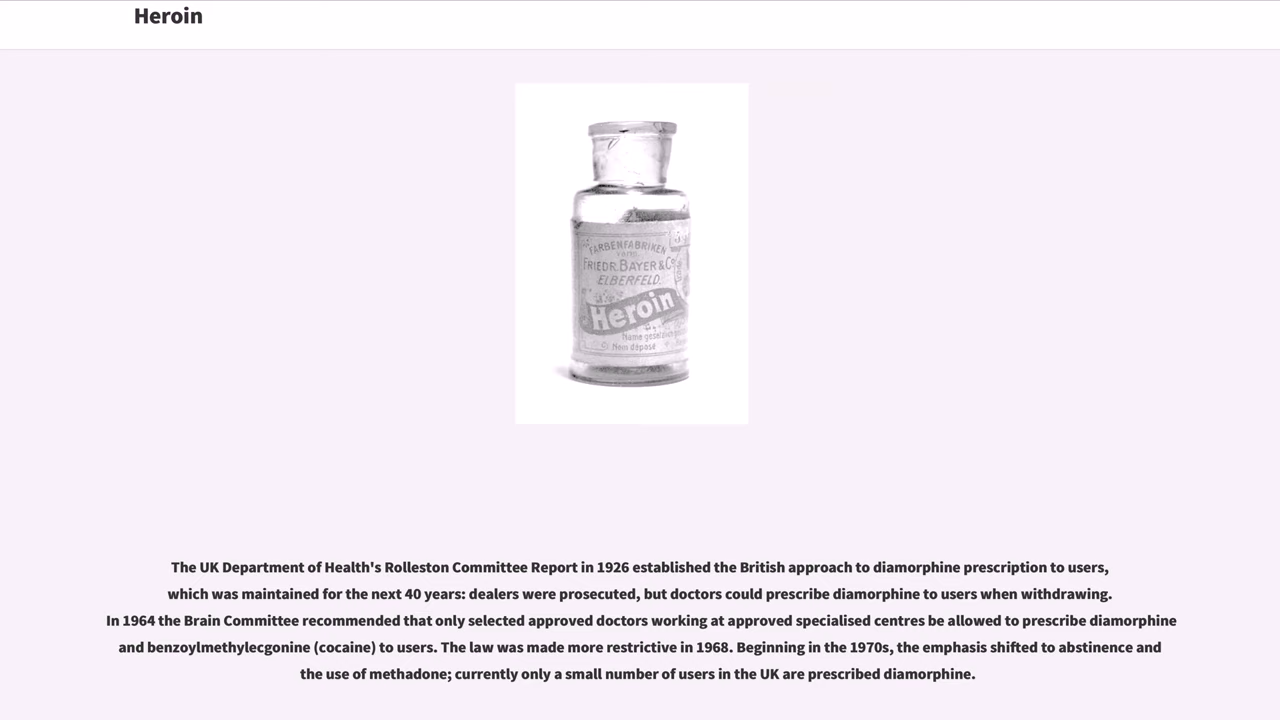 Heroin
FARBENFABRIKEN
FRIEDR. BAYER & Co
ELBERFELD.
Heroin
Nom déposé
The UK Department of Health's Rolleston Committee Report in 1926 established the British approach to diamorphine prescription to users,
which was maintained for the next 40 years: dealers were prosecuted, but doctors could prescribe diamorphine to users when withdrawing.
In 1964 the Brain Committee recommended that only selected approved doctors working at approved specialised centres be allowed to prescribe diamorphine
and benzoylmethylecgonine (cocaine) to users. The law was made more restrictive in 1968. Beginning in the 1970s, the emphasis shifted to abstinence and
the use of methadone; currently only a small number of users in the UK are prescribed diamorphine.